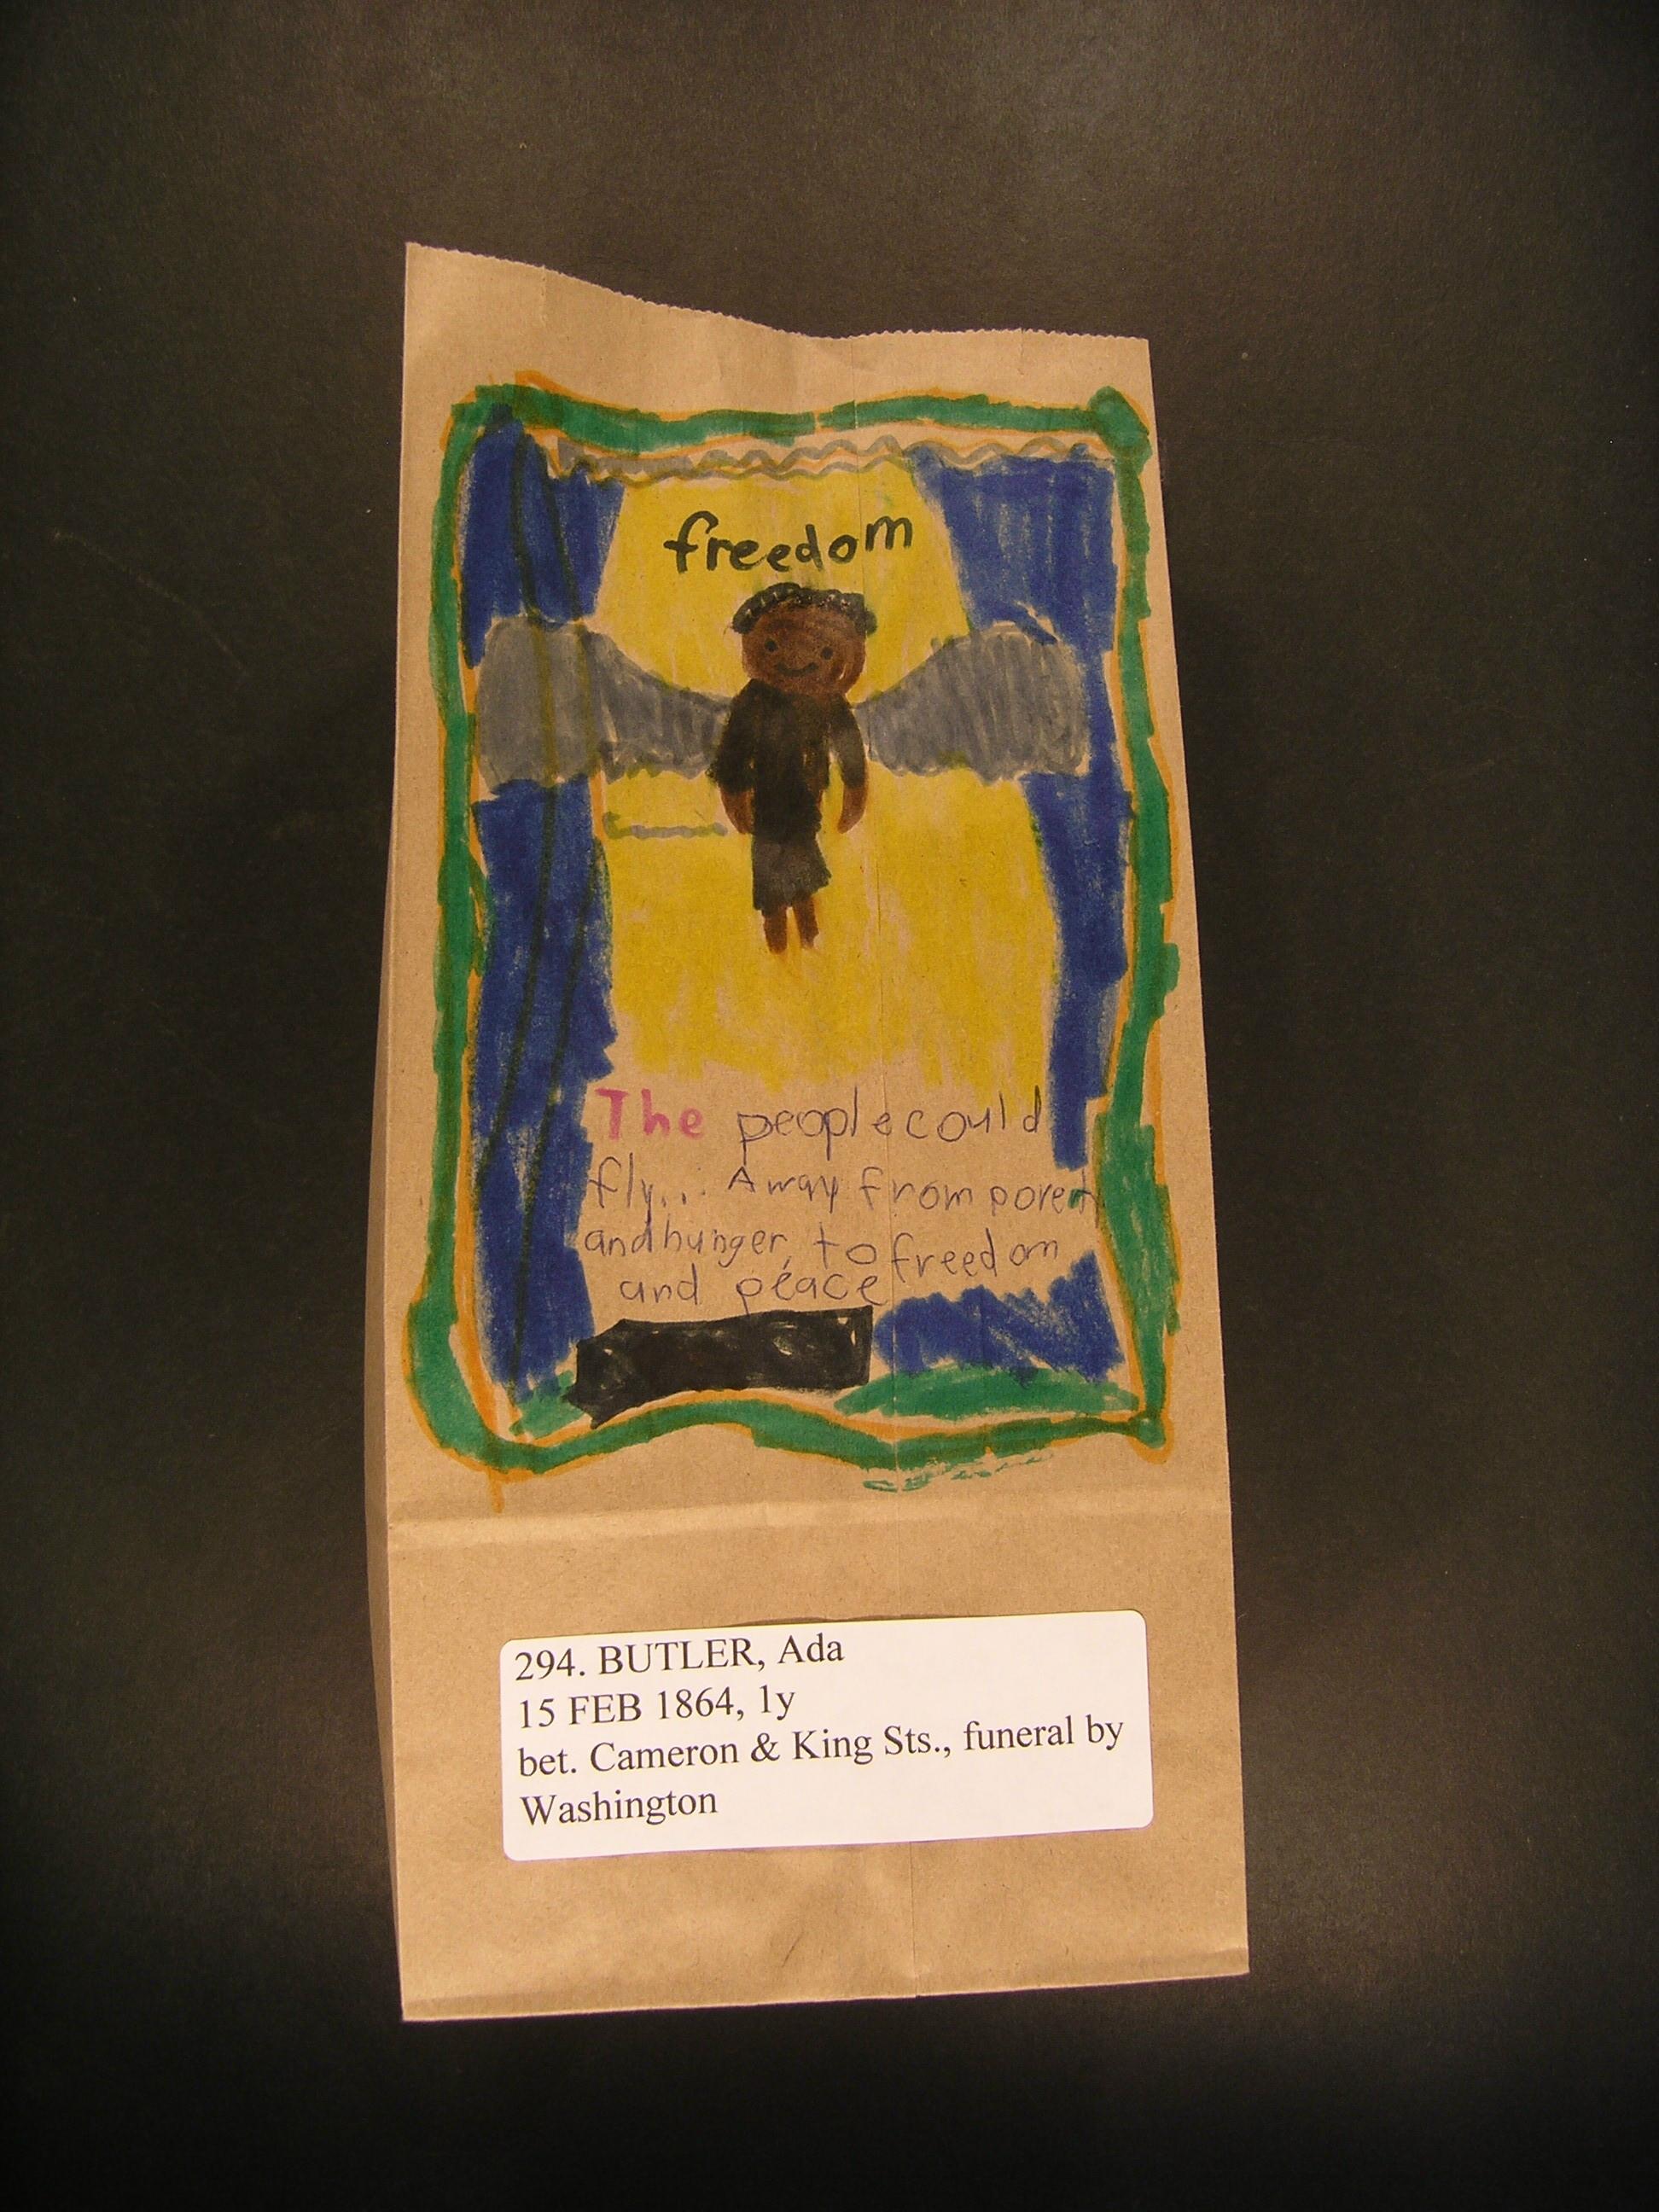 freedom
The people could
fly... Away from poret
and hunger, to freedom
and peace
294. BUTLER, Ada
15 FEB 1864, 1y
bet. Cameron & King Sts., funeral by
Washington